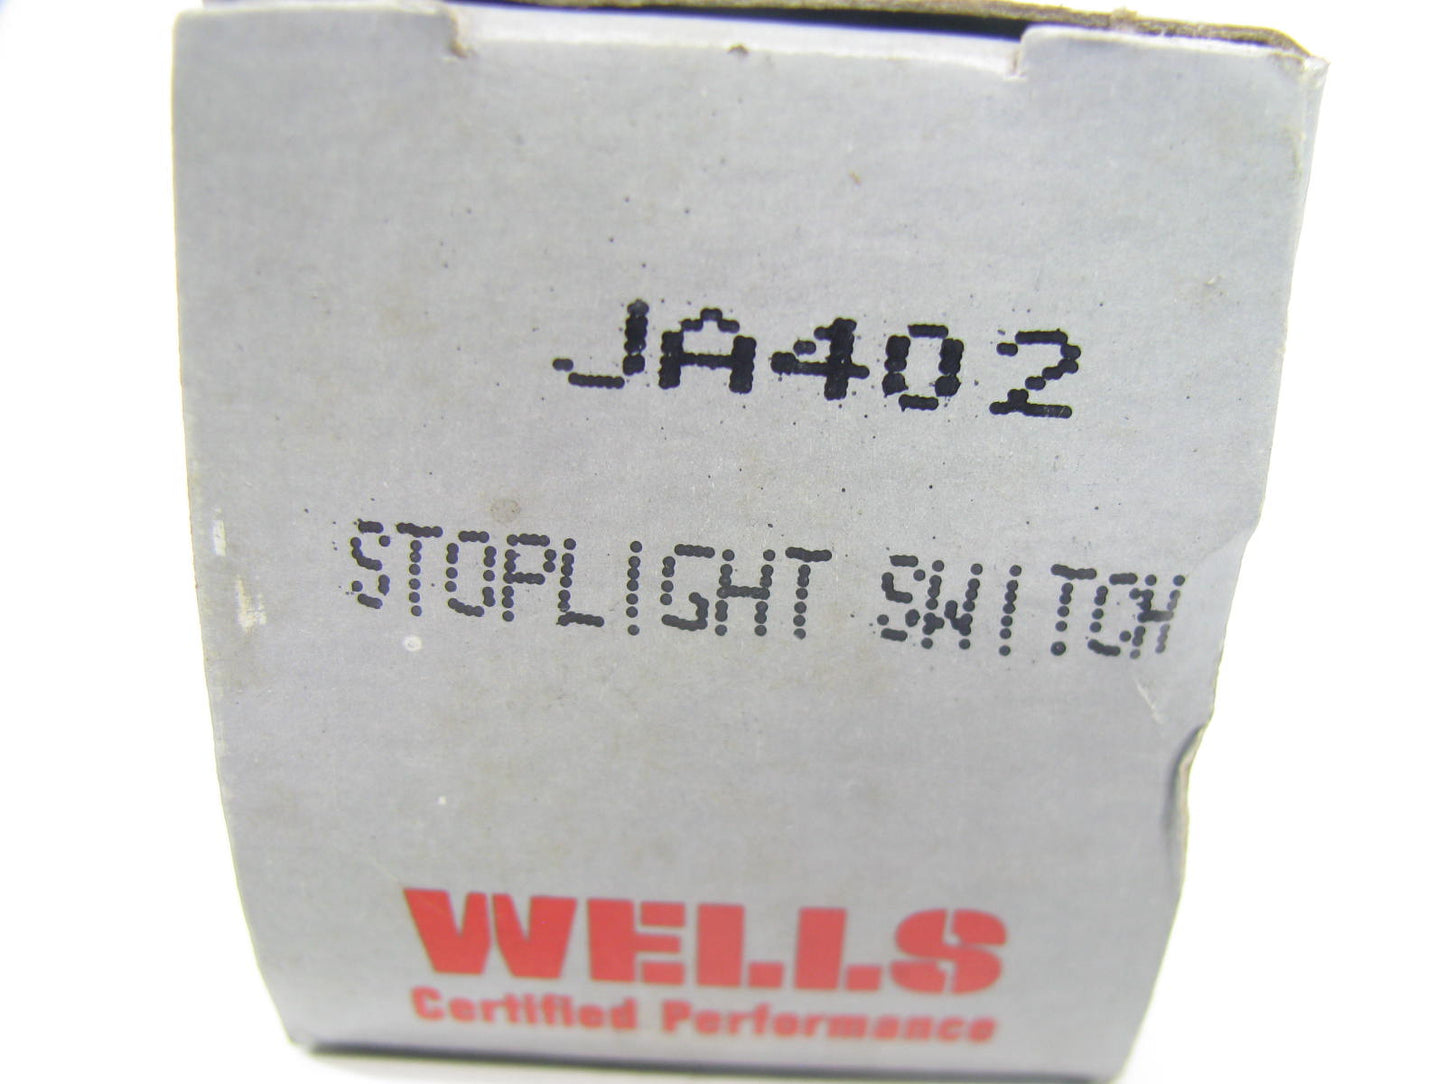 JA402
STOPLIGHT SWITCH
WELLS
Certified Performance